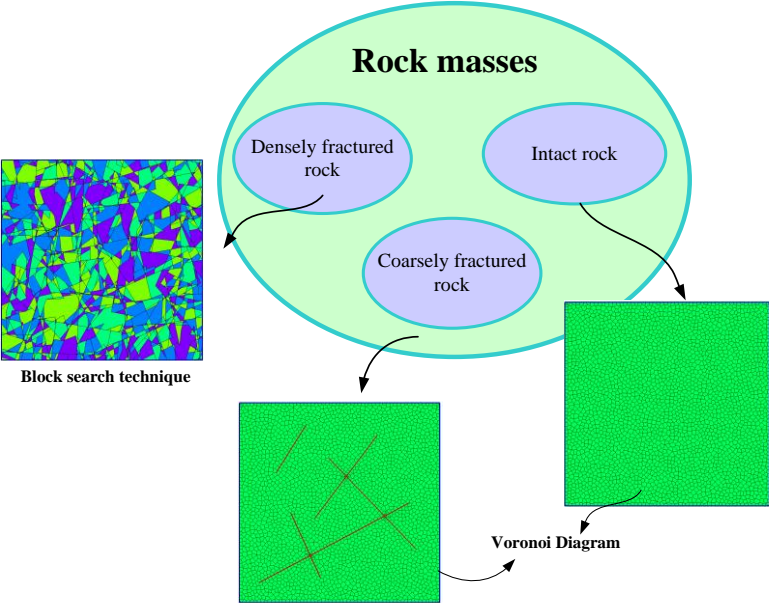 Rock masses
Densely fractured
rock
Intact rock
Coarsely fractured
rock
Block search technique
Voronoi Diagram